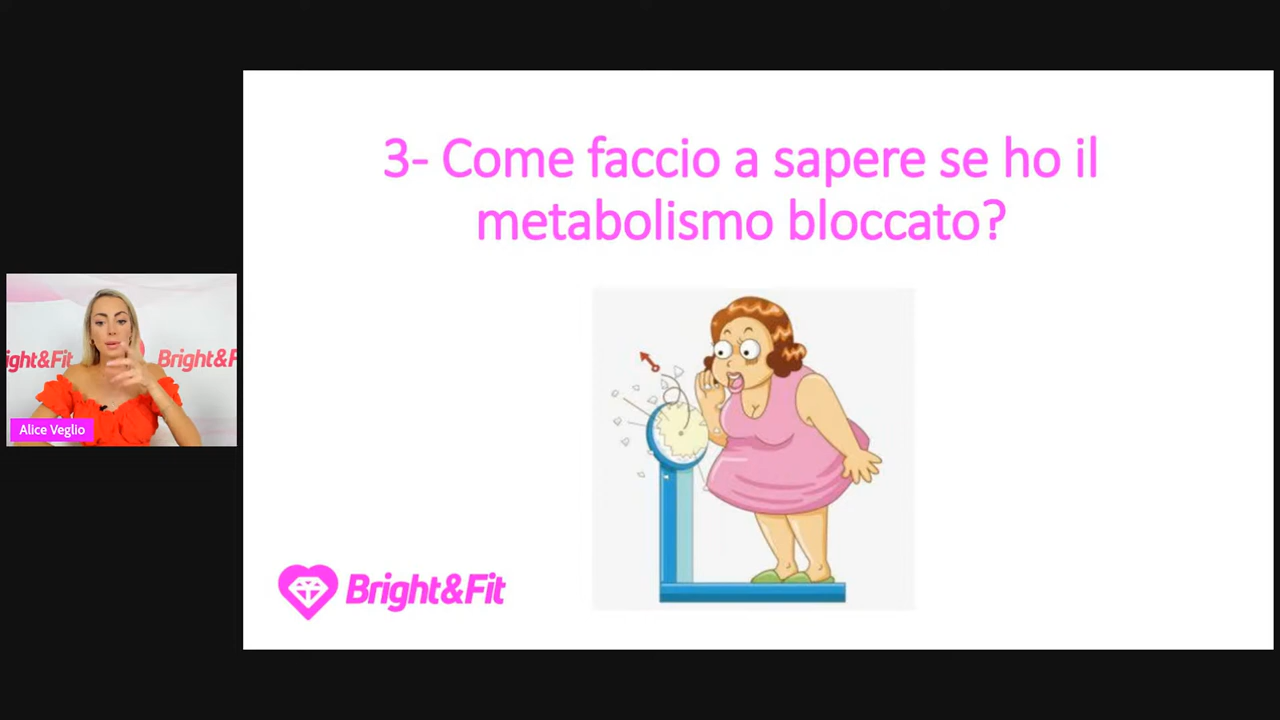 3- Come faccio a sapere se ho il
metabolismo bloccato?
ight&Fit
Bright&F
Alice Veglio
Bright&Fit